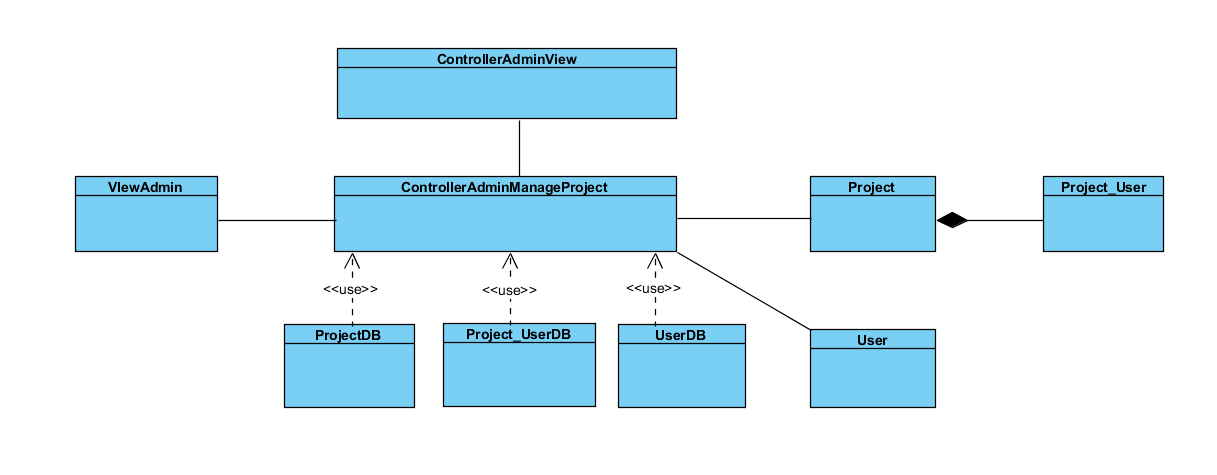 ControllerAdminView
VIewAdmin
ControllerAdminManageProject
Project
Project_User
<<use>>
<<use>>
<<use>>
ProjectDB
Project_UserDB
UserDB
User